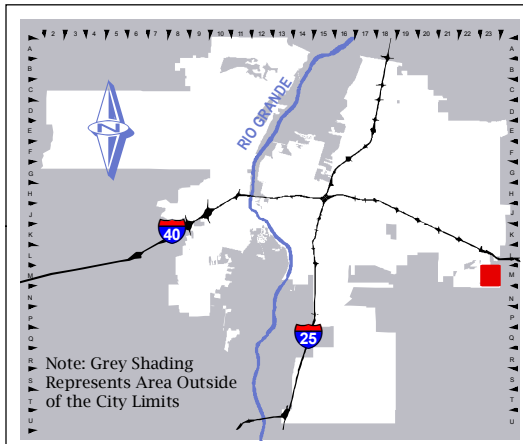 2 3 4 5 6 7 8 9 10 11 12 13 14 15 16 17 18 19 20 21 22 23
A A
B B
C C
D D
E E
F F
G G
H H
J J
K K
L L
M M
N N
P P
Q Q
R R
S S
T T
U U
N
RIO GRANDE
40
25
Note: Grey Shading
Represents Area Outside
of the City Limits